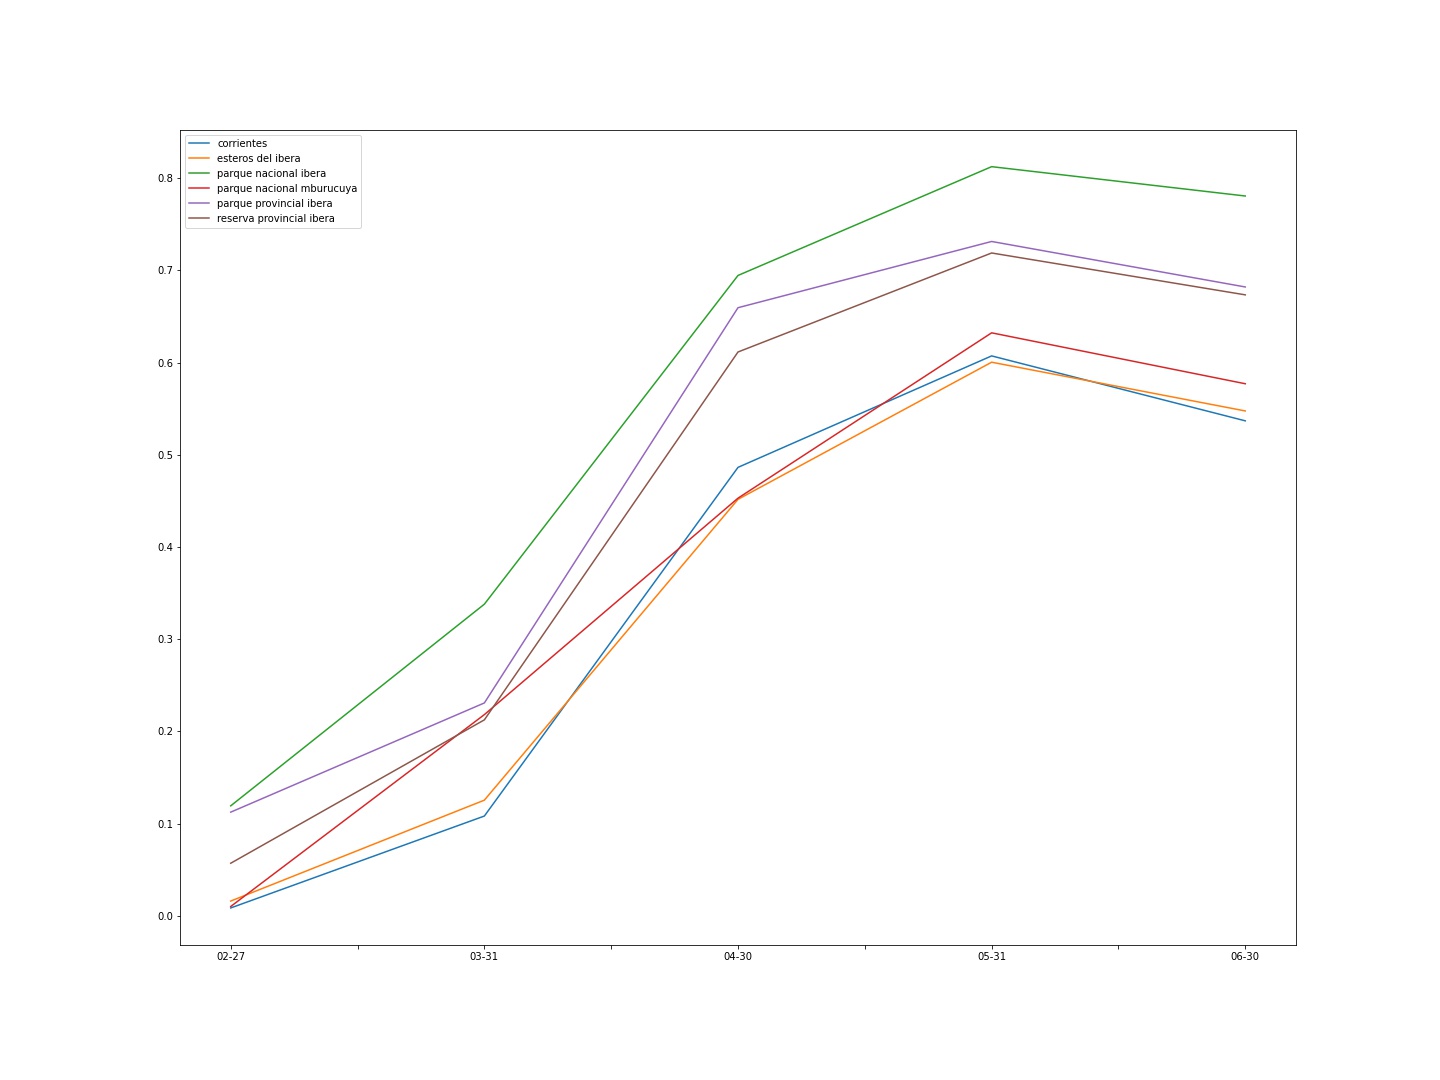 corrientes
esteros del ibera
parque nacional ibera
parque nacional mburucuya
parque provincial ibera
reserva provincial ibera
0.8
0.7
0.6
0.5
0.4
0.3
0.2
0.1
0.0
02-27 03-31 04-30 05-31 06-30